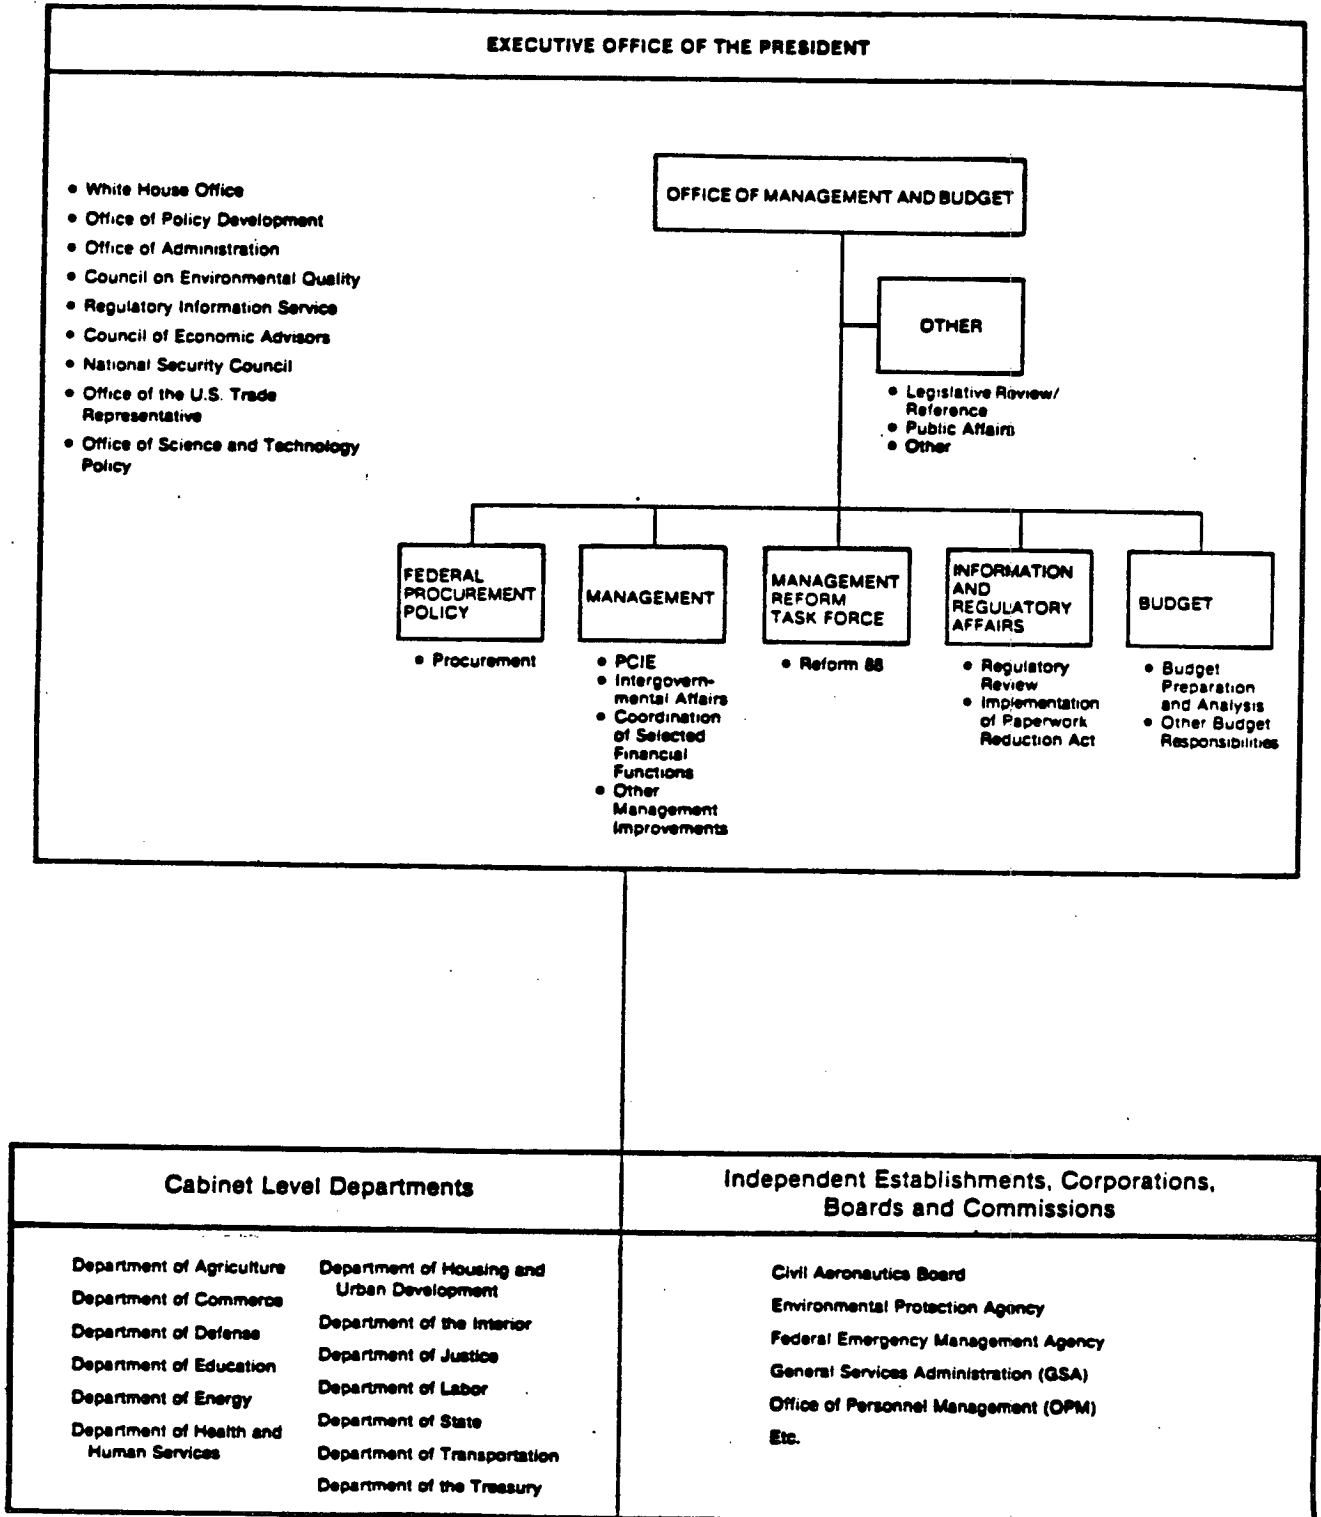 EXECUTIVE OFFICE OF THE PRESIDENT
• White House Office
• Office of Policy Development
• Office of Administration
• Council on Environmental Quality
• Regulatory Information Service
• Council of Economic Advisors
• National Security Council
• Office of the U.S. Trade
Representative
• Office of Science and Technology
Policy
OFFICE OF MANAGEMENT AND BUDGET
OTHER
• Legislative Review/
Reference
• Public Affairs
• Other
FEDERAL
PROCUREMENT
POLICY
• Procurement
MANAGEMENT
• PCIE
• Intergovern-
mental Affairs
• Coordination
of Selected
Financial
Functions
• Other
Management
Improvements
MANAGEMENT
REFORM
TASK FORCE
• Reform 88
INFORMATION
AND
REGULATORY
AFFAIRS
• Regulatory
Review
• Implementation
of Paperwork
Reduction Act
BUDGET
• Budget
Preparation
and Analysis
• Other Budget
Responsibilities
Cabinet Level Departments
Department of Agriculture
Department of Commerce
Department of Defense
Department of Education
Department of Energy
Department of Health and
Human Services
Department of Housing and
Urban Development
Department of the Interior
Department of Justice
Department of Labor
Department of State
Department of Transportation
Department of the Treasury
Independent Establishments, Corporations,
Boards and Commissions
Civil Aeronautics Board
Environmental Protection Agency
Federal Emergency Management Agency
General Services Administration (GSA)
Office of Personnel Management (OPM)
Etc.